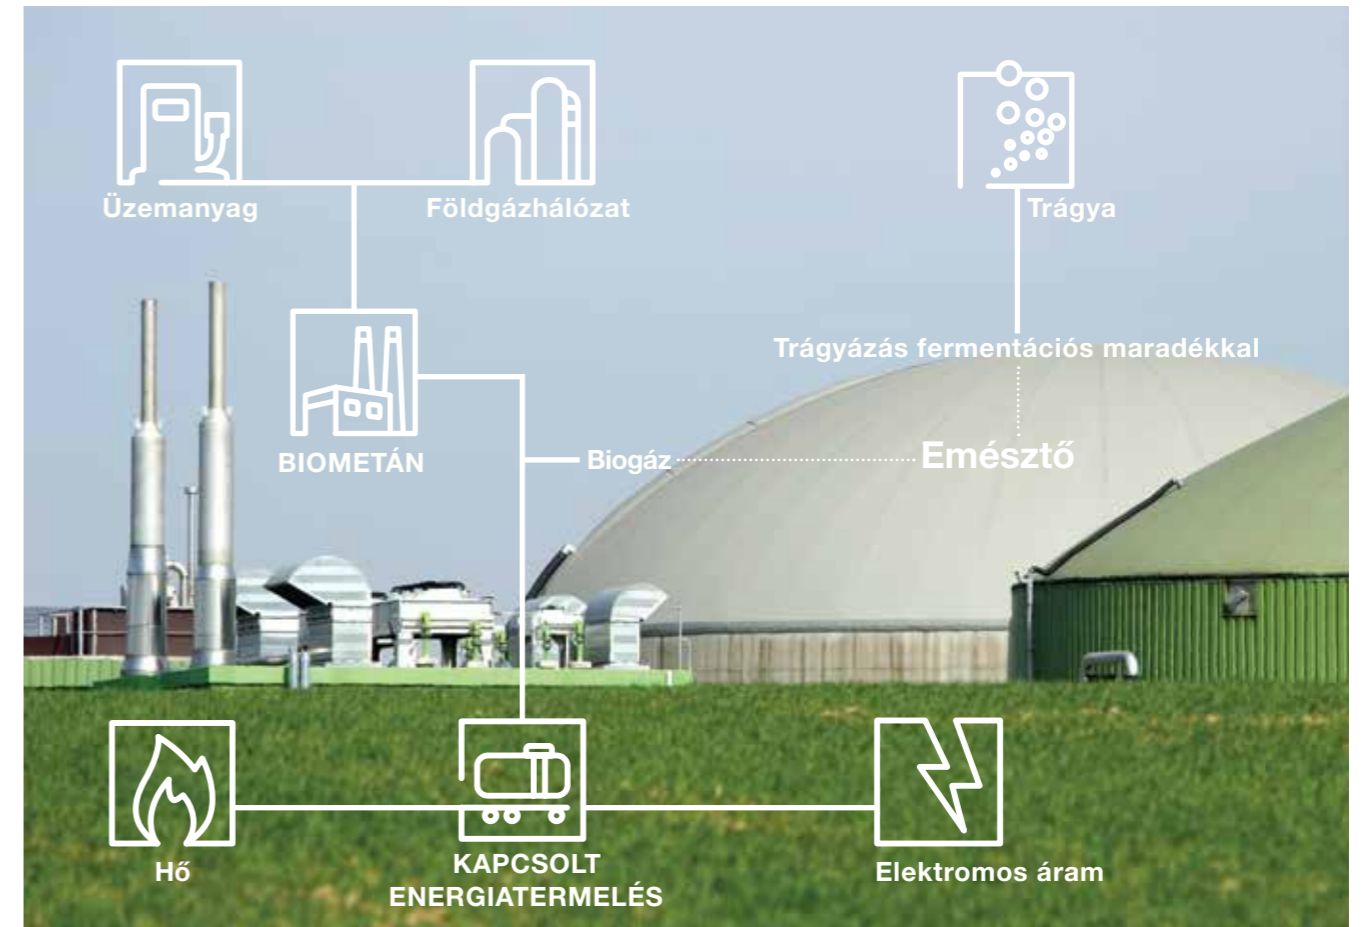 Üzemanyag
Földgázhálózat
Trágya
Trágyázás fermentációs maradékkal
BIOMETÁN
Biogáz
Emésztő
Hő
KAPCSOLT
ENERGIATERMELÉS
Elektromos áram